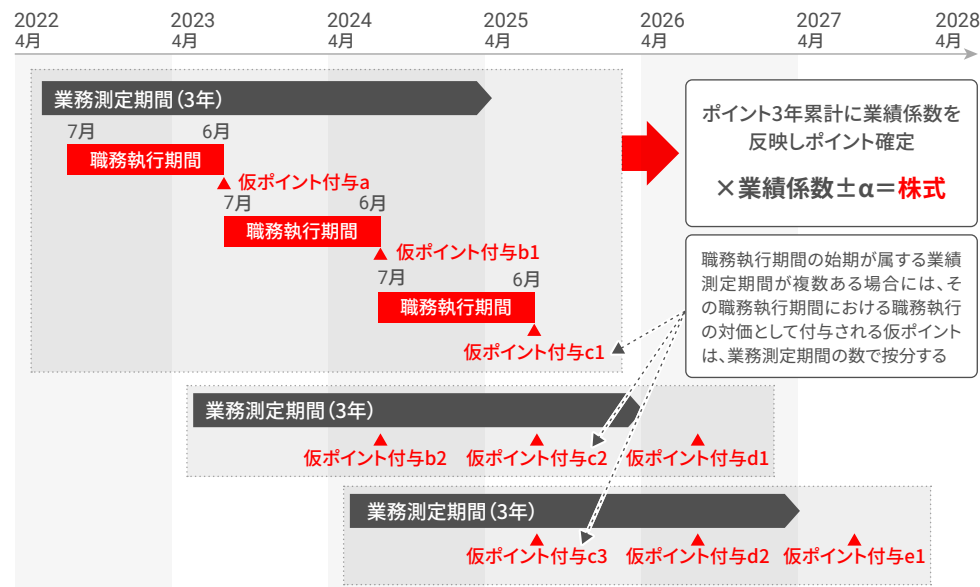 2022
4月
2023
4月
2024
4月
2025
4月
2026
4月
2027
4月
2028
4月
業務測定期間(3年)
7月
6月
職務執行期間
仮ポイント付与a
7月
6月
職務執行期間
仮ポイント付与b1
7月
6月
職務執行期間
仮ポイント付与c1
ポイント3年累計に業績係数を
反映しポイント確定
×業績係数±α=株式
職務執行期間の始期が属する業績
測定期間が複数ある場合には、そ
の職務執行期間における職務執行
の対価として付与される仮ポイント
は、業務測定期間の数で按分する
業務測定期間(3年)
仮ポイント付与b2
仮ポイント付与c2
仮ポイント付与d1
業務測定期間(3年)
仮ポイント付与c3
仮ポイント付与d2
仮ポイント付与e1